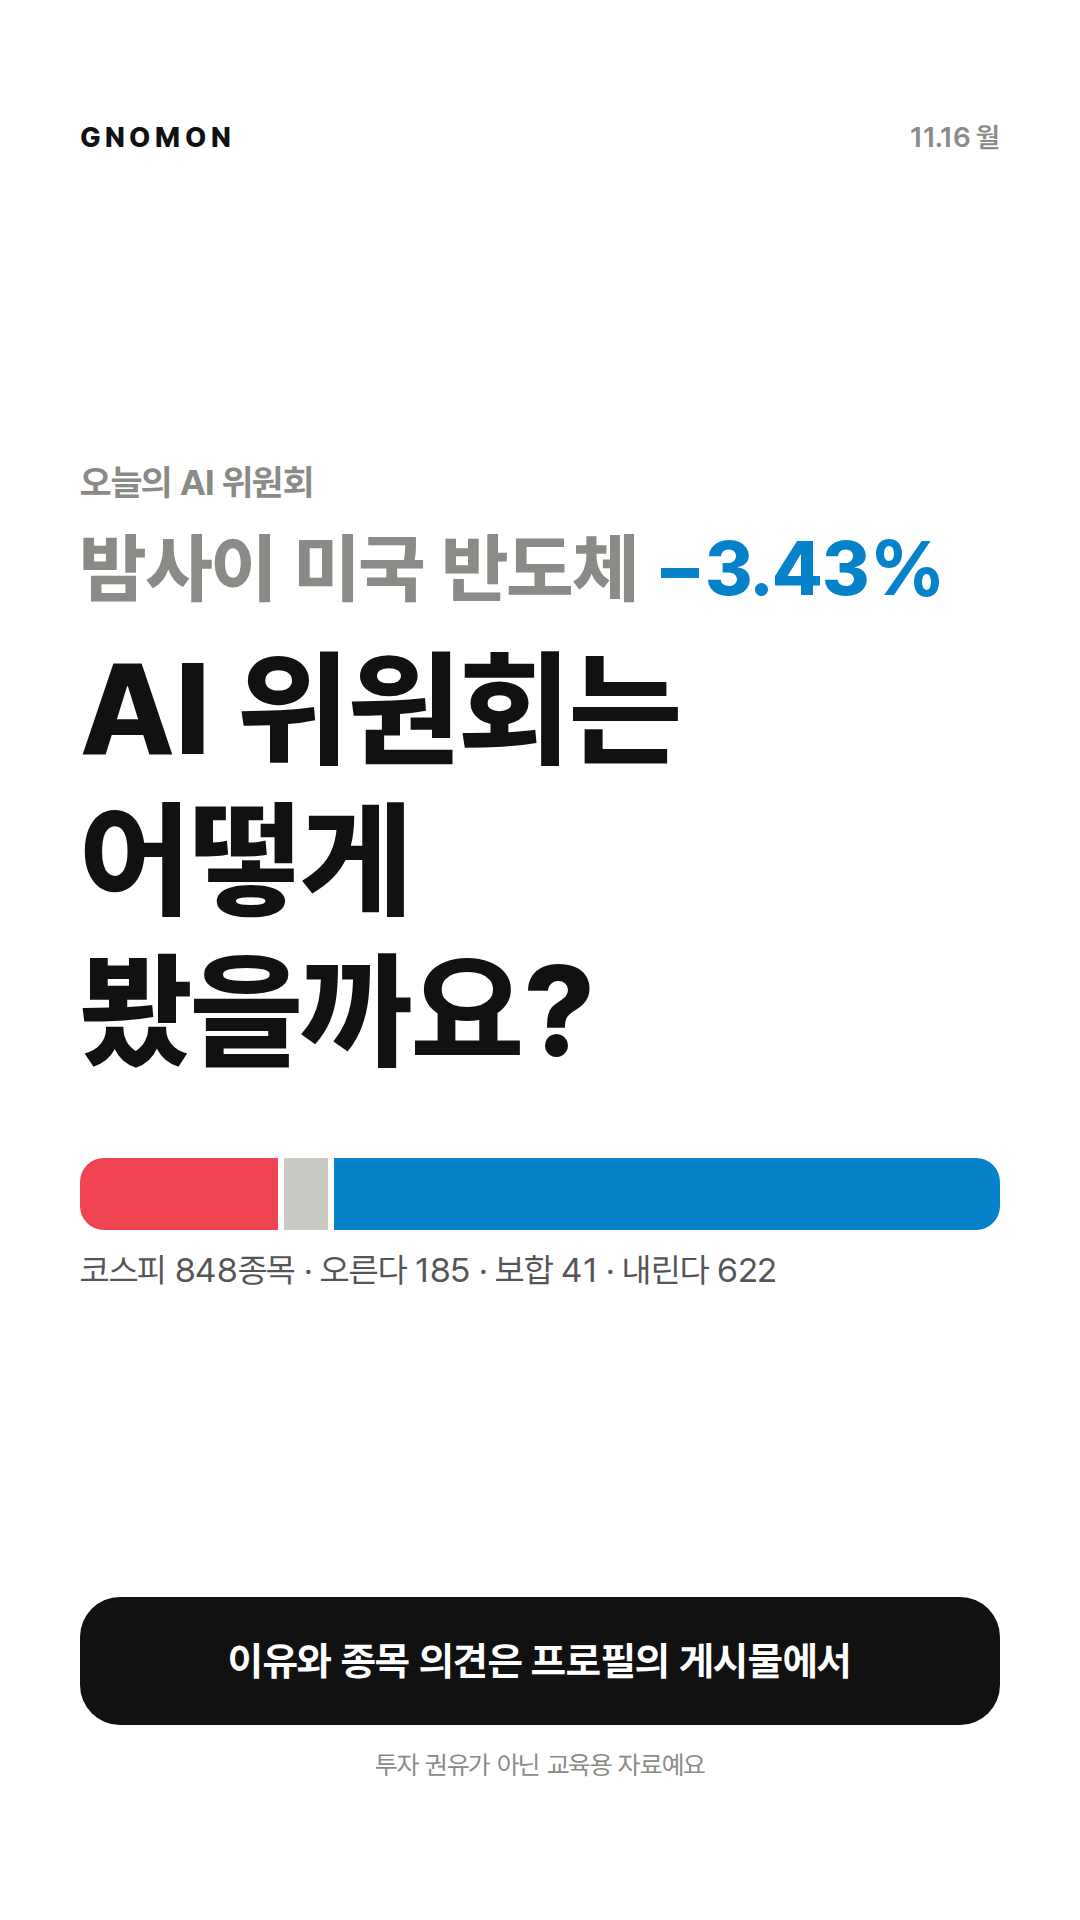 GNOMON
11.16 월
오늘의 AI 위원회
밤사이 미국 반도체 −3.43%
AI 위원회는
어떻게
봤을까요?
코스피 848종목 · 오른다 185 · 보합 41 · 내린다 622
이유와 종목 의견은 프로필의 게시물에서
투자 권유가 아닌 교육용 자료예요